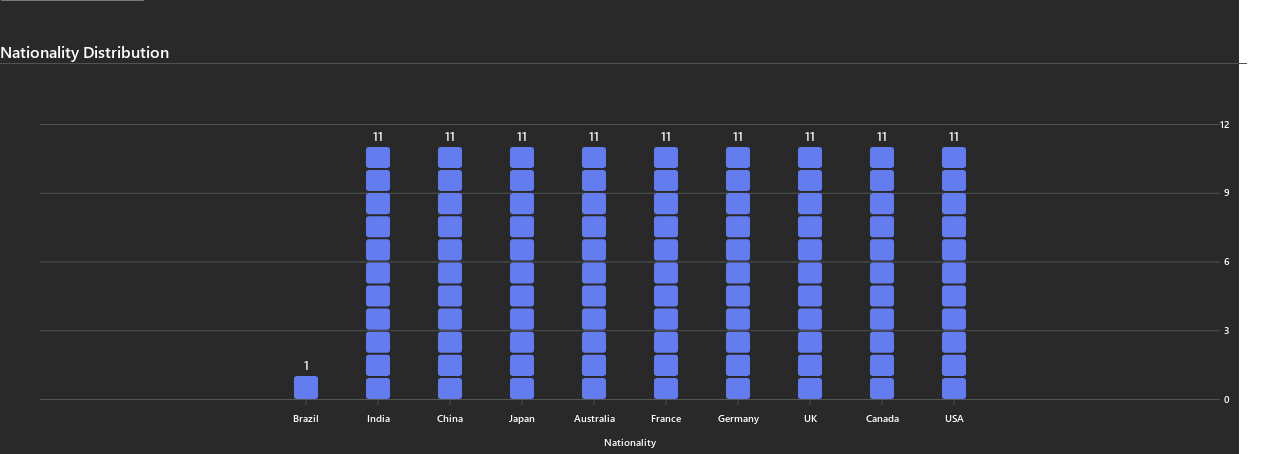 Nationality Distribution
12
11 11 11 11 11 11 11 11 11
9
6
3
1
0
Brazil India China Japan Australia France Germany UK Canada USA
Nationality